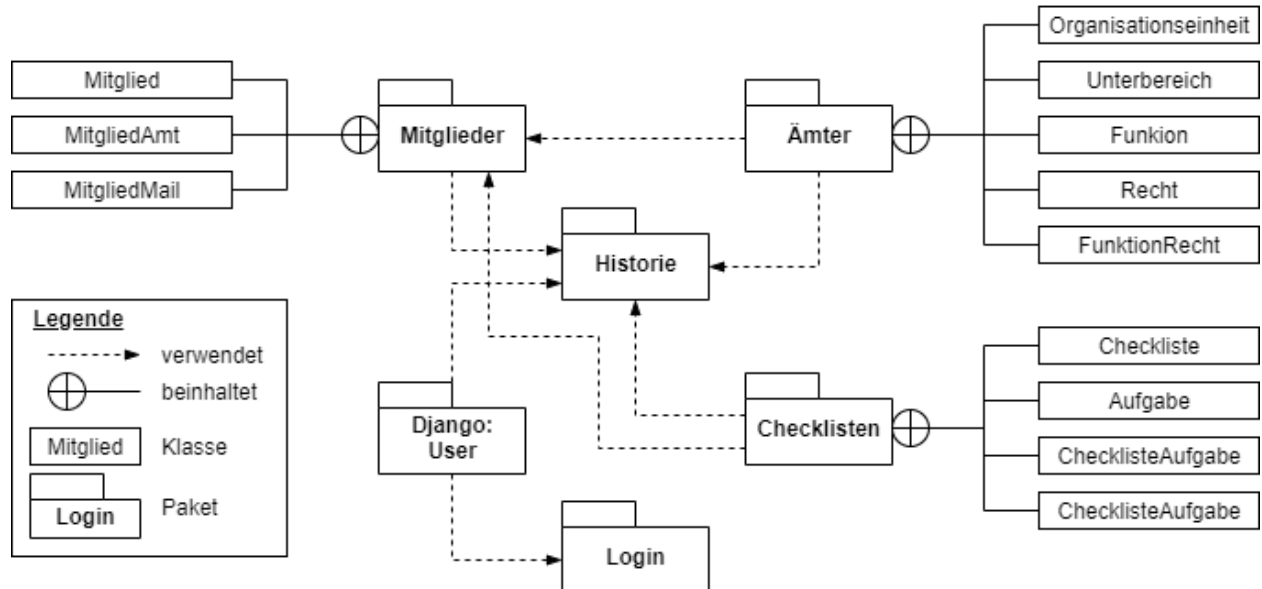 Organisationseinheit
Mitglied
Unterbereich
MitgliedAmt
Mitglieder
Ämter
Funkion
MitgliedMail
Recht
FunktionRecht
Historie
Legende
verwendet
beinhaltet
Mitglied
Klasse
Login
Paket
Django:
User
Checklisten
Checkliste
Aufgabe
ChecklisteAufgabe
ChecklisteAufgabe
Login